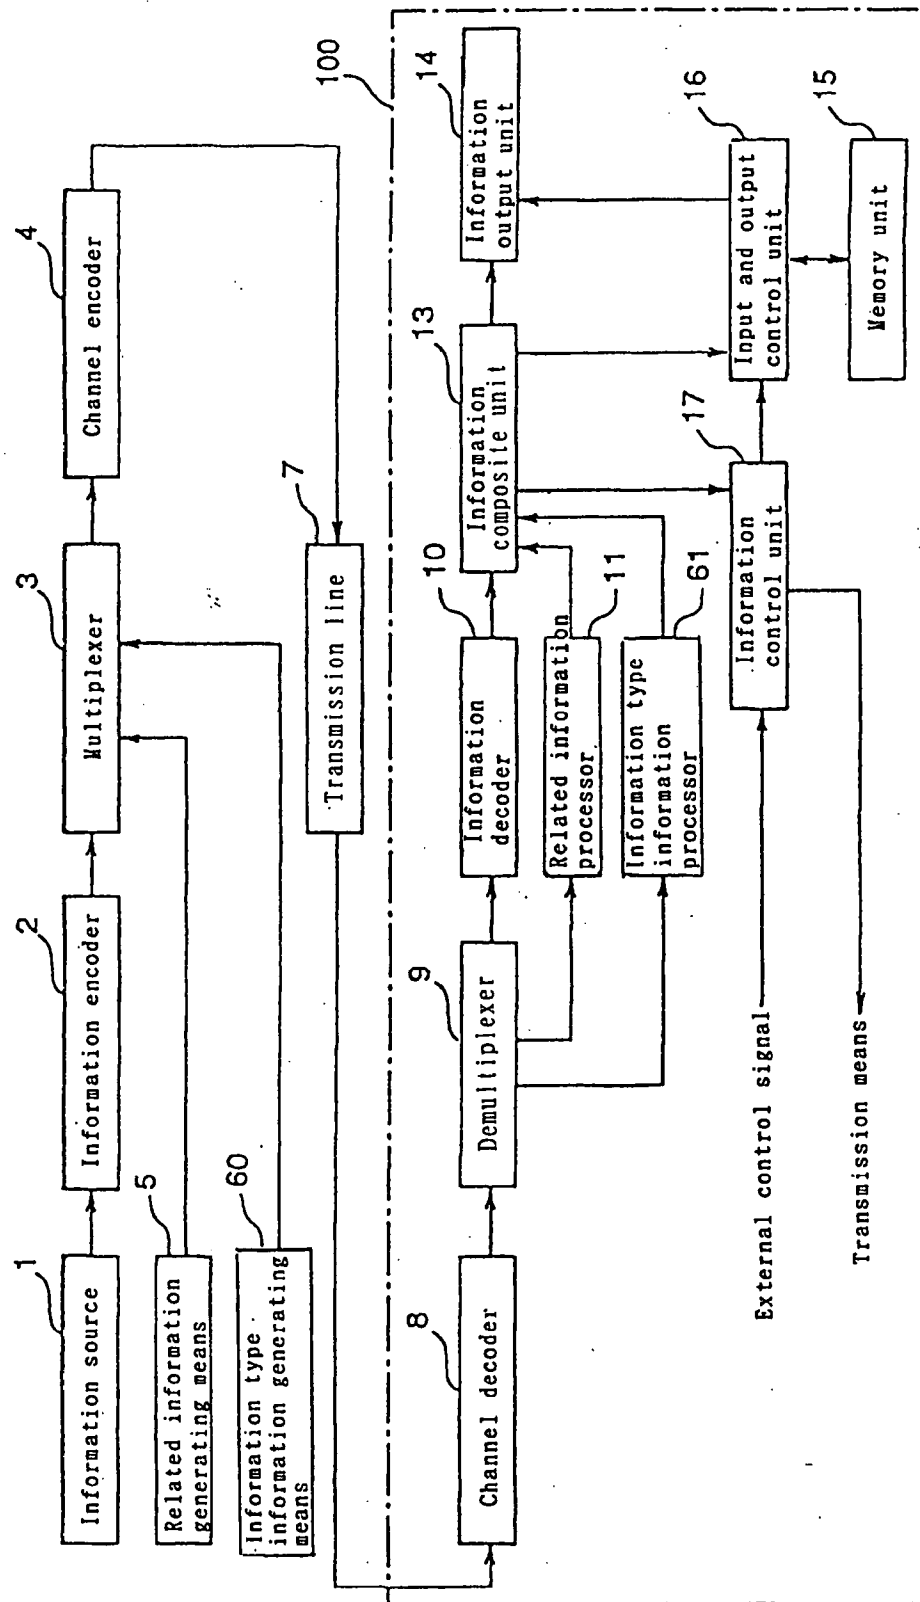 1
Information source
2
Information encoder
3
Multiplexer
4
Channel encoder
5
Related information
generating means
60
Information type
information generating
means
7
Transmission line
100
8
Channel decoder
9
Demultiplexer
10
Information
decoder
11
Related information
processor
61
Information type
information
processor
13
Information
composite unit
14
Information
output unit
17
Information
control unit
16
Input and output
control unit
15
Memory unit
External control signal
Transmission means